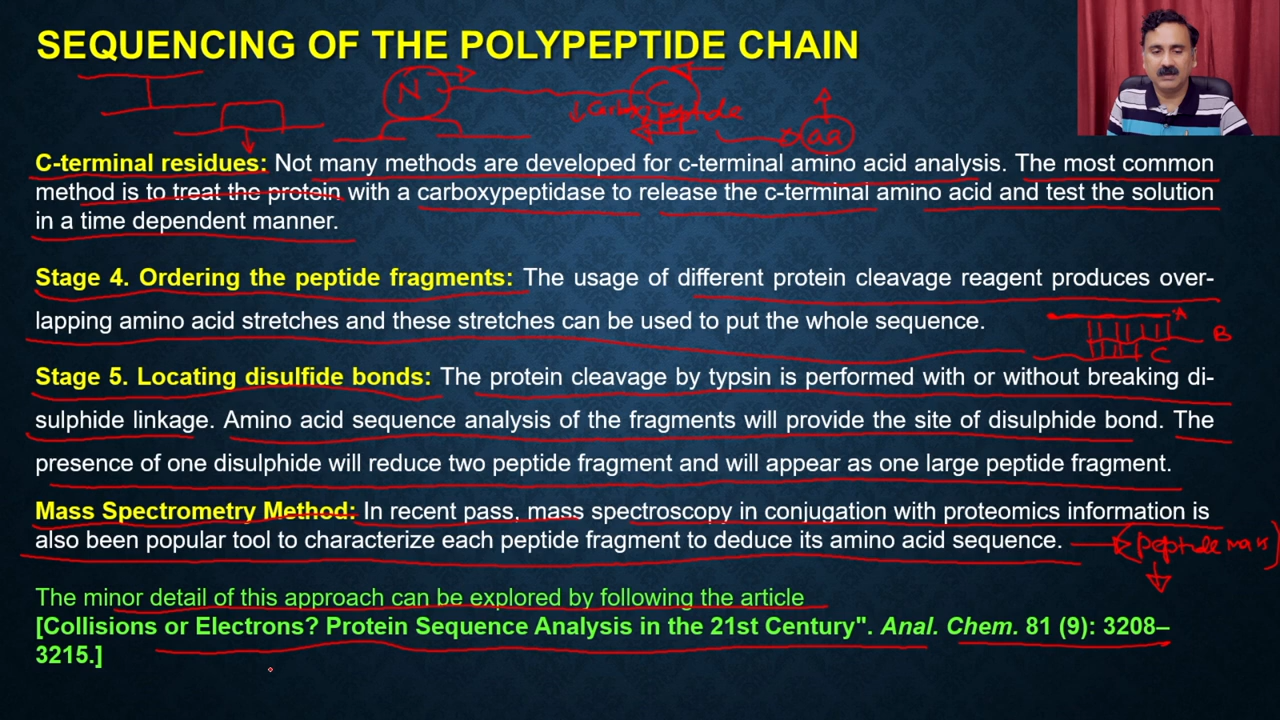 SEQUENCING OF THE POLYPEPTIDE CHAIN
N
C
Carboxypeptide
aa
C-terminal residues: Not many methods are developed for c-terminal amino acid analysis. The most common
method is to treat the protein with a carboxypeptidase to release the c-terminal amino acid and test the solution
in a time dependent manner.
Stage 4. Ordering the peptide fragments: The usage of different protein cleavage reagent produces over-
lapping amino acid stretches and these stretches can be used to put the whole sequence.
A
B
C
Stage 5. Locating disulfide bonds: The protein cleavage by typsin is performed with or without breaking di-
sulphide linkage. Amino acid sequence analysis of the fragments will provide the site of disulphide bond. The
presence of one disulphide will reduce two peptide fragment and will appear as one large peptide fragment.
Mass Spectrometry Method: In recent pass, mass spectroscopy in conjugation with proteomics information is
also been popular tool to characterize each peptide fragment to deduce its amino acid sequence.
peptide mass
The minor detail of this approach can be explored by following the article
[Collisions or Electrons? Protein Sequence Analysis in the 21st Century". Anal. Chem. 81 (9): 3208–
3215.]